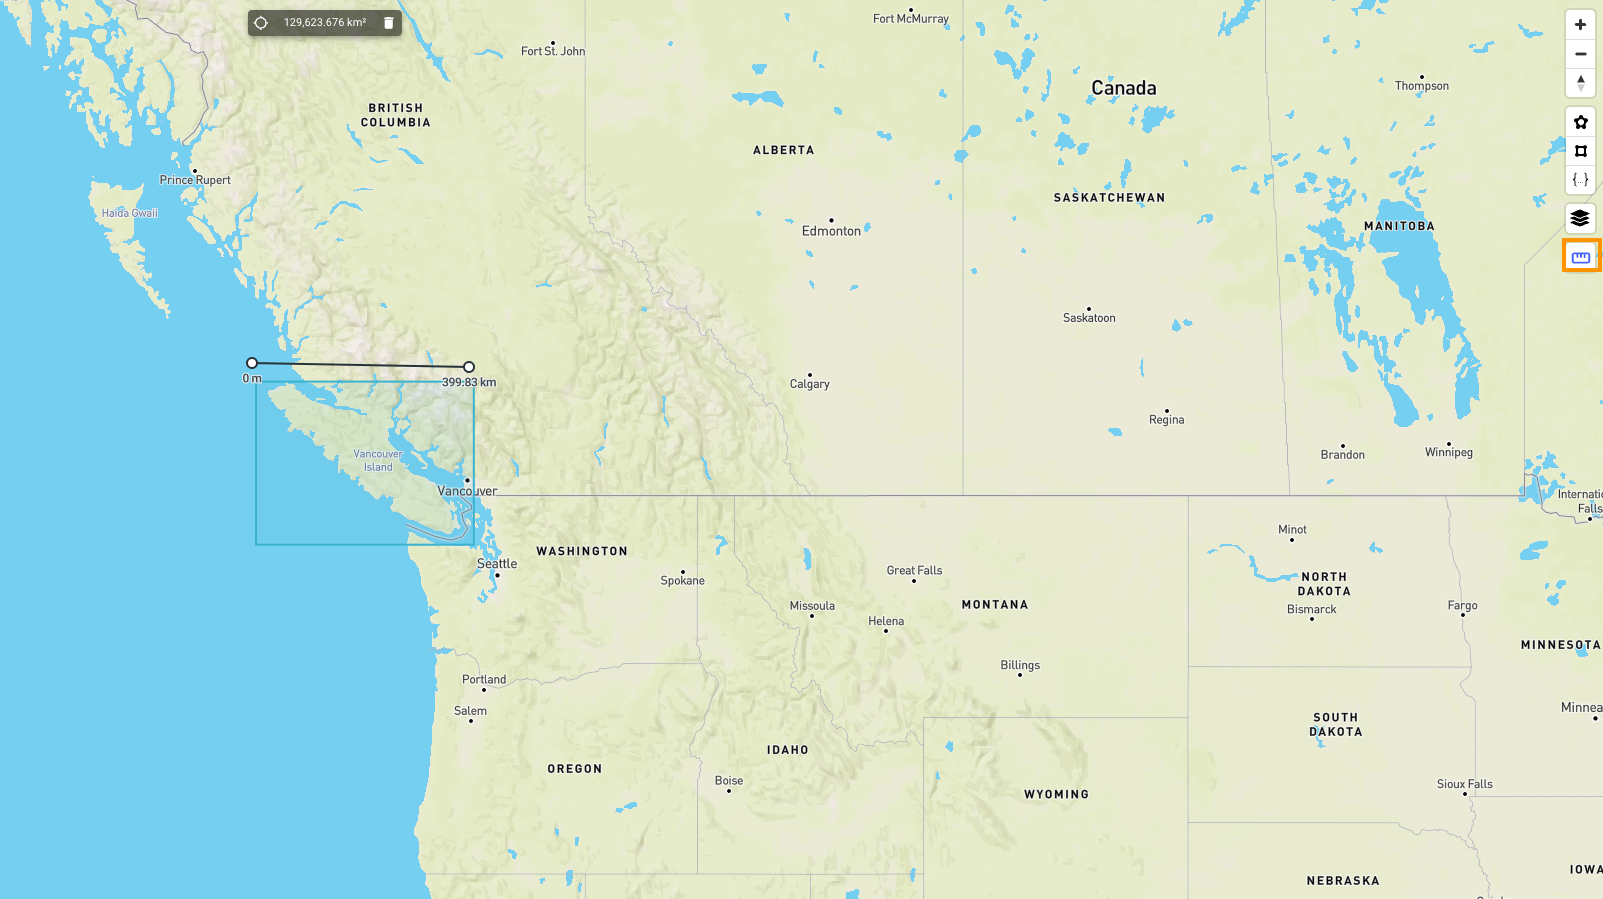 129,623.676 km²
Fort McMurray
Fort St. John
Canada
Thompson
BRITISH
COLUMBIA
ALBERTA
Prince Rupert
{...}
SASKATCHEWAN
Haida Gwaii
MANITOBA
Edmonton
Saskatoon
0 m
399.83 km
Calgary
Regina
Vancouver
Island
Brandon
Winnipeg
Vancouver
Internatio
Falls
Minot
WASHINGTON
Seattle
Spokane
Great Falls
NORTH
DAKOTA
Missoula
MONTANA
Bismarck
Fargo
Helena
MINNESOTA
Billings
Portland
Salem
Minnea
SOUTH
DAKOTA
IDAHO
OREGON
Boise
WYOMING
Sioux Falls
IOWA
NEBRASKA